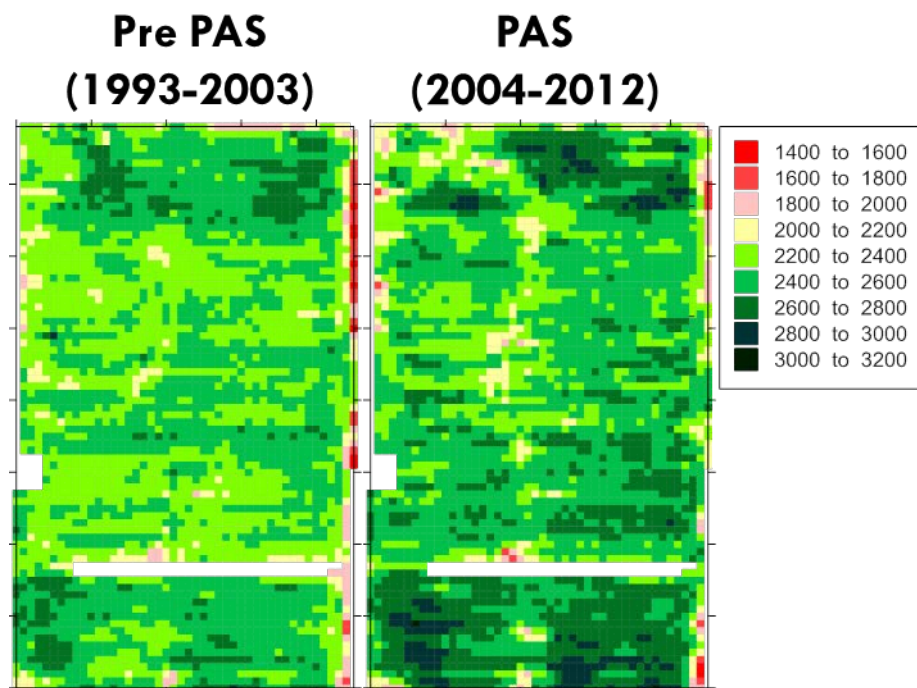 Pre PAS
(1993-2003)
PAS
(2004-2012)
1400 to 1600
1600 to 1800
1800 to 2000
2000 to 2200
2200 to 2400
2400 to 2600
2600 to 2800
2800 to 3000
3000 to 3200